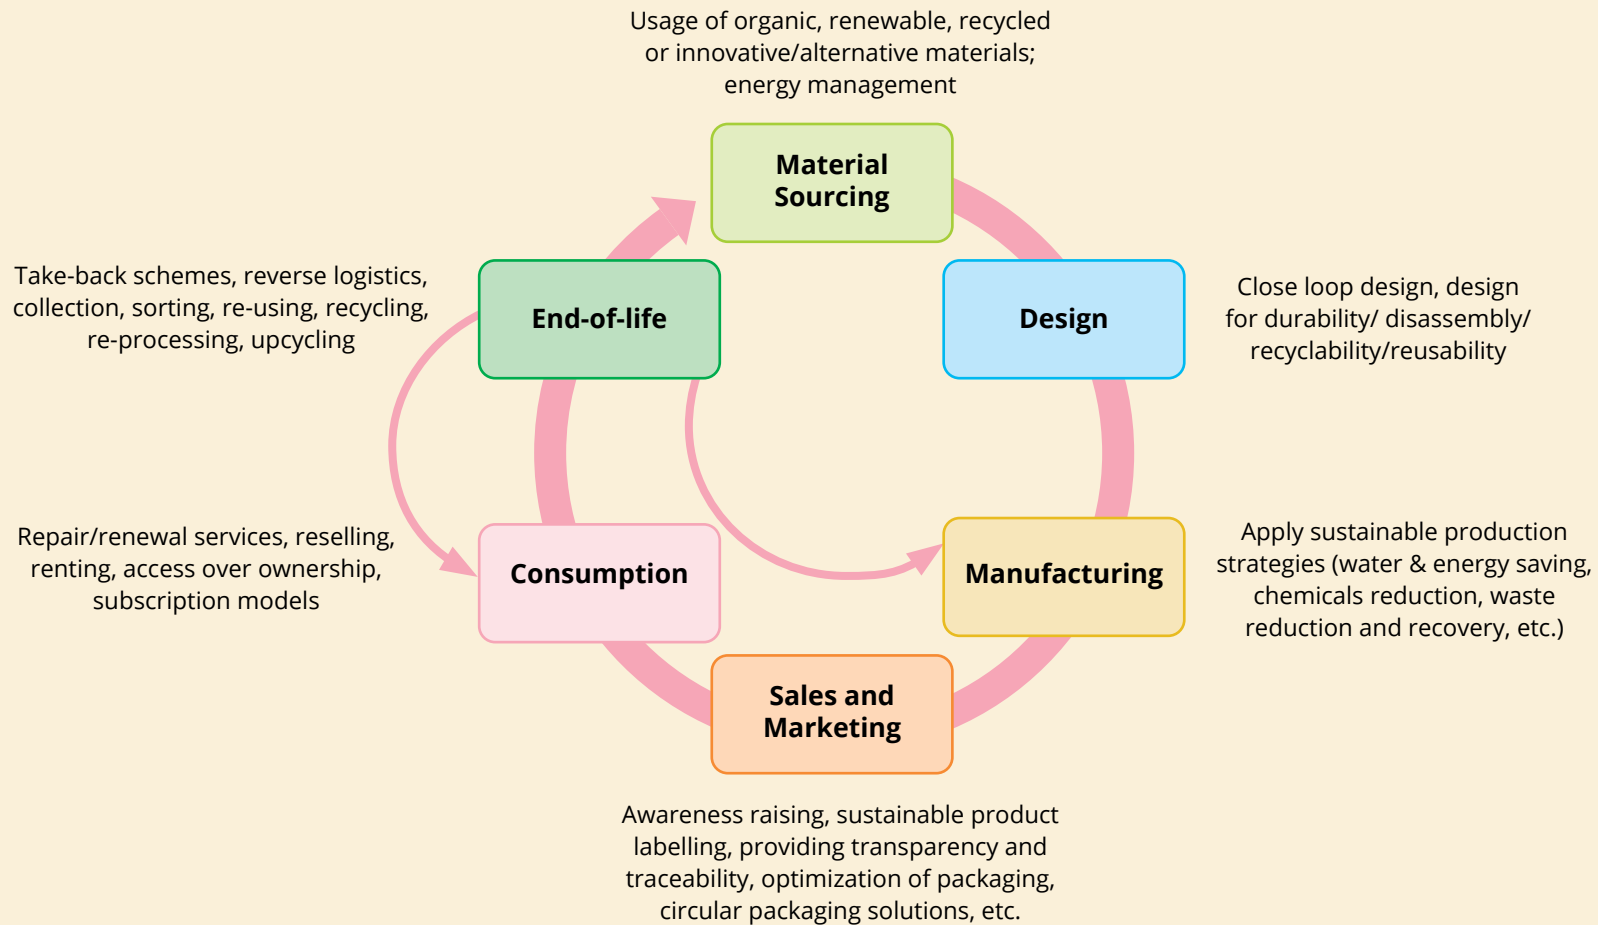 Usage of organic, renewable, recycled
or innovative/alternative materials;
energy management
Material
Sourcing
Take-back schemes, reverse logistics,
collection, sorting, re-using, recycling,
re-processing, upcycling
End-of-life
Design
Close loop design, design
for durability/ disassembly/
recyclability/reusability
Repair/renewal services, reselling,
renting, access over ownership,
subscription models
Consumption
Manufacturing
Apply sustainable production
strategies (water & energy saving,
chemicals reduction, waste
reduction and recovery, etc.)
Sales and
Marketing
Awareness raising, sustainable product
labelling, providing transparency and
traceability, optimization of packaging,
circular packaging solutions, etc.